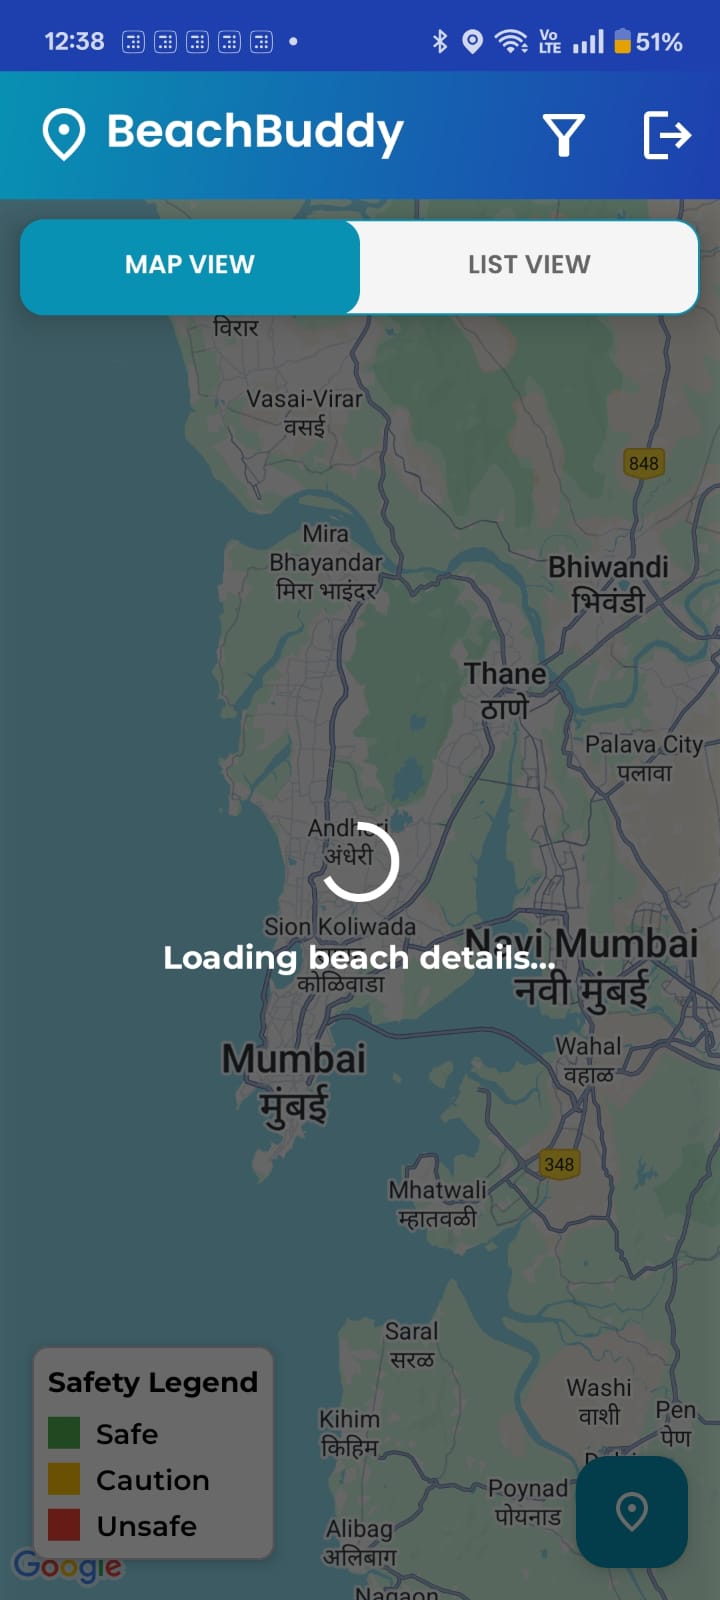 12:38
Vo
LTE
51%
BeachBuddy
MAP VIEW
LIST VIEW
विरार
Vasai-Virar
वसई
848
Mira
Bhayandar
मिरा भाइंदर
Bhiwandi
भिवंडी
Thane
ठाणे
Palava City
पलावा
Andheri
अंधेरी
Sion Koliwada
Navi Mumbai
Loading beach details...
कोळिवाडा
नवी मुंबई
Wahal
वहाळ
Mumbai
मुंबई
348
Mhatwali
म्हातवळी
Saral
सरळ
Safety Legend
Safe
Caution
Unsafe
Washi
वाशी
Pen
पेण
Kihim
किहिम
Poynad
पोयनाड
Alibag
अलिबाग
Nagaon
Google